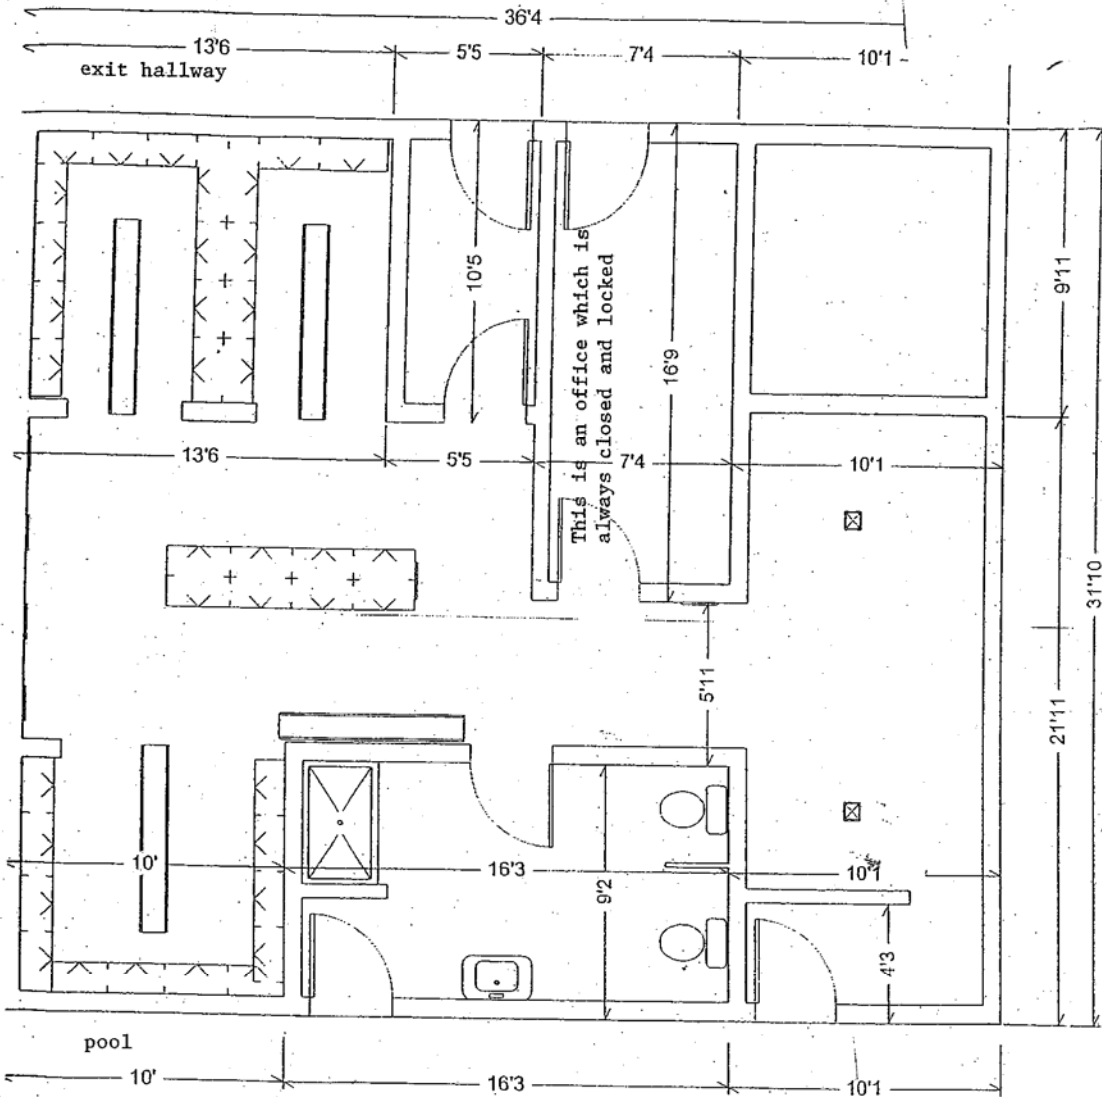 36'4
13'6 5'5 7'4 10'1
exit hallway
10'5
This is an office which is
always closed and locked
16'9
9'11
31'10
13'6 5'5 7'4 10'1
5'11
21'11
10' 16'3 10'1
9'2
4'3
pool
10' 16'3 10'1